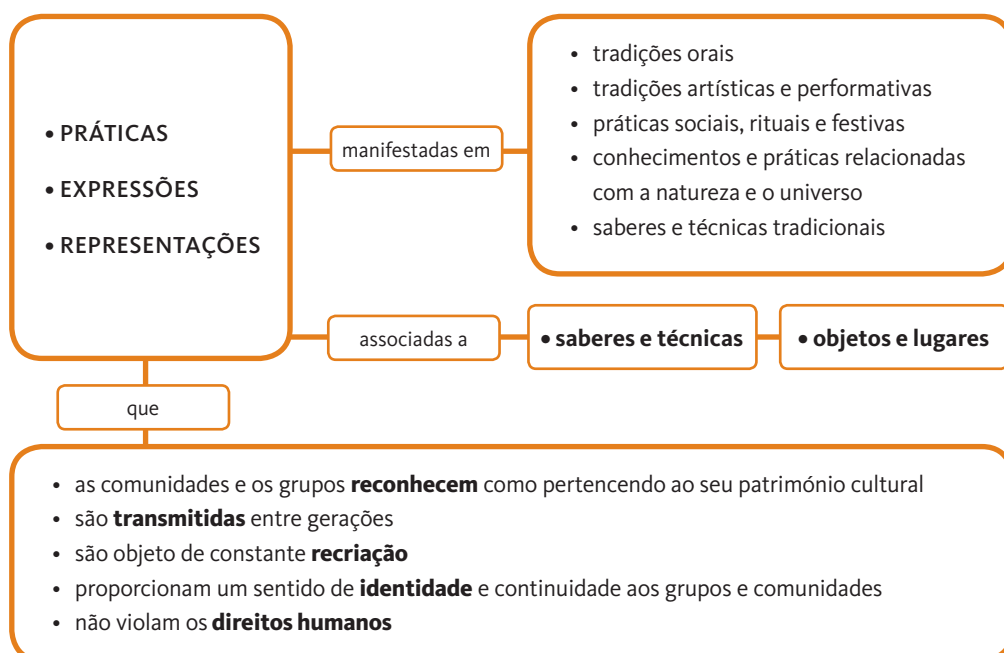 • PRÁTICAS
• EXPRESSÕES
• REPRESENTAÇÕES
manifestadas em
• tradições orais
• tradições artísticas e performativas
• práticas sociais, rituais e festivas
• conhecimentos e práticas relacionadas
com a natureza e o universo
• saberes e técnicas tradicionais
associadas a
• saberes e técnicas
• objetos e lugares
que
• as comunidades e os grupos reconhecem como pertencendo ao seu património cultural
• são transmitidas entre gerações
• são objeto de constante recriação
• proporcionam um sentido de identidade e continuidade aos grupos e comunidades
• não violam os direitos humanos